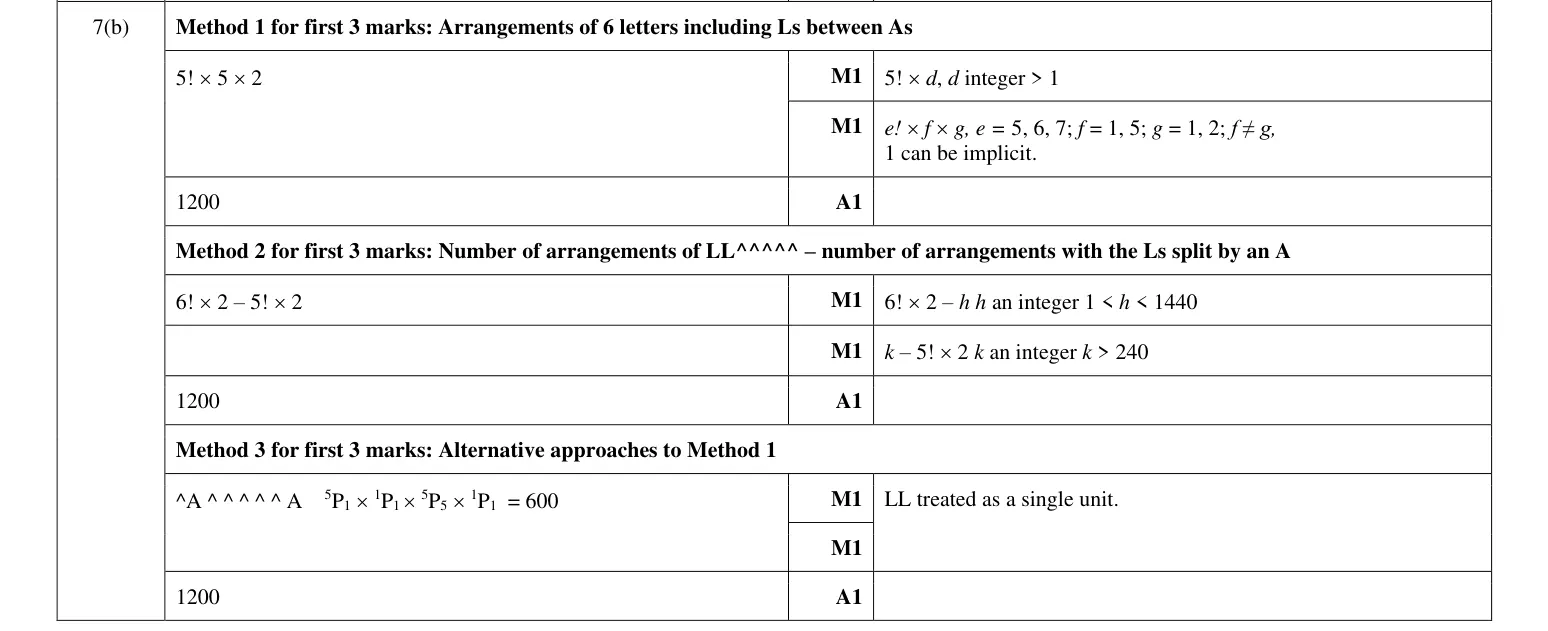 7(b) Method 1 for first 3 marks: Arrangements of 6 letters including Ls between As
5! × 5 × 2 M1 5! × d, d integer > 1
M1 e! × f × g, e = 5, 6, 7; f = 1, 5; g = 1, 2; f ≠ g,
1 can be implicit.
1200 A1
Method 2 for first 3 marks: Number of arrangements of LL^^^^^ – number of arrangements with the Ls split by an A
6! × 2 – 5! × 2 M1 6! × 2 – h h an integer 1 < h < 1440
M1 k – 5! × 2 k an integer k > 240
1200 A1
Method 3 for first 3 marks: Alternative approaches to Method 1
^A ^ ^ ^ ^ ^ A ⁵P₁ × ¹P₁ × ⁵P₅ × ¹P₁ = 600 M1 LL treated as a single unit.
M1
1200 A1